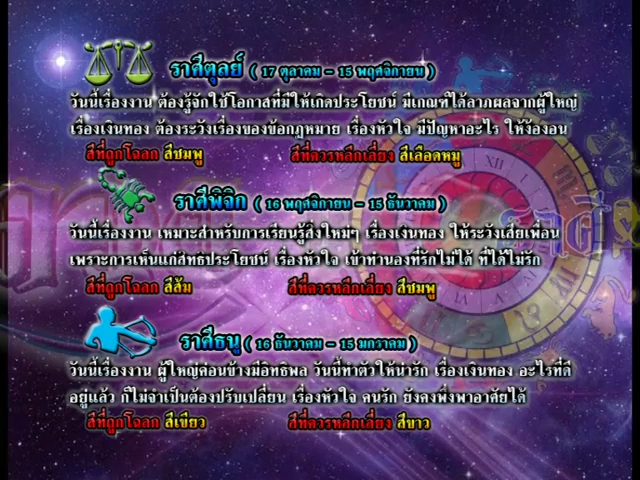 ราศีตุลย์ ( 17 ตุลาคม - 15 พฤศจิกายน )
วันนี้เรื่องงาน ต้องรู้จักใช้โอกาสที่มีให้เกิดประโยชน์ มีเกณฑ์ได้ลาภผลจากผู้ใหญ่
เรื่องเงินทอง ต้องระวังเรื่องของข้อกฎหมาย เรื่องหัวใจ มีปัญหาอะไร ให้ง้องอน
สีที่ถูกโฉลก สีชมพู สีที่ควรหลีกเลี่ยง สีเลือดหมู
ราศีพิจิก ( 16 พฤศจิกายน - 15 ธันวาคม )
วันนี้เรื่องงาน เหมาะสำหรับการเรียนรู้สิ่งใหม่ๆ เรื่องเงินทอง ให้ระวังเสียเพื่อน
เพราะการเห็นแก่สิทธประโยชน์ เรื่องหัวใจ เข้าทำนองที่รักไม่ได้ ที่ได้ไม่รัก
สีที่ถูกโฉลก สีส้ม สีที่ควรหลีกเลี่ยง สีชมพู
ราศีธนู ( 16 ธันวาคม - 15 มกราคม )
วันนี้เรื่องงาน ผู้ใหญ่ค่อนข้างมีอิทธิพล วันนี้ทำตัวให้น่ารัก เรื่องเงินทอง อะไรที่ดี
อยู่แล้ว ก็ไม่จำเป็นต้องปรับเปลี่ยน เรื่องหัวใจ คนรัก ยังคงพึ่งพาอาศัยได้
สีที่ถูกโฉลก สีเขียว สีที่ควรหลีกเลี่ยง สีขาว